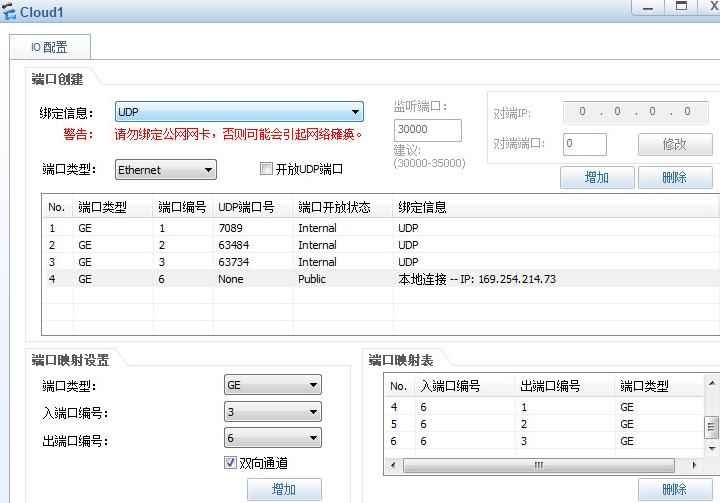 Cloud1
IO 配置
端口创建
绑定信息： UDP
警告： 请勿绑定公网网卡，否则可能会引起网络瘫痪。
端口类型： Ethernet 开放UDP端口
监听端口：
30000
建议:
(30000-35000)
对端IP: 0 . 0 . 0 . 0
对端端口: 0 修改
增加 删除
No. 端口类型 端口编号 UDP端口号 端口开放状态 绑定信息
1 GE 1 7089 Internal UDP
2 GE 2 63484 Internal UDP
3 GE 3 63734 Internal UDP
4 GE 6 None Public 本地连接 -- IP: 169.254.214.73
端口映射设置
端口类型： GE
入端口编号： 3
出端口编号： 6
双向通道
增加
端口映射表
No. 入端口编号 出端口编号 端口类型
4 6 1 GE
5 6 2 GE
6 6 3 GE
删除